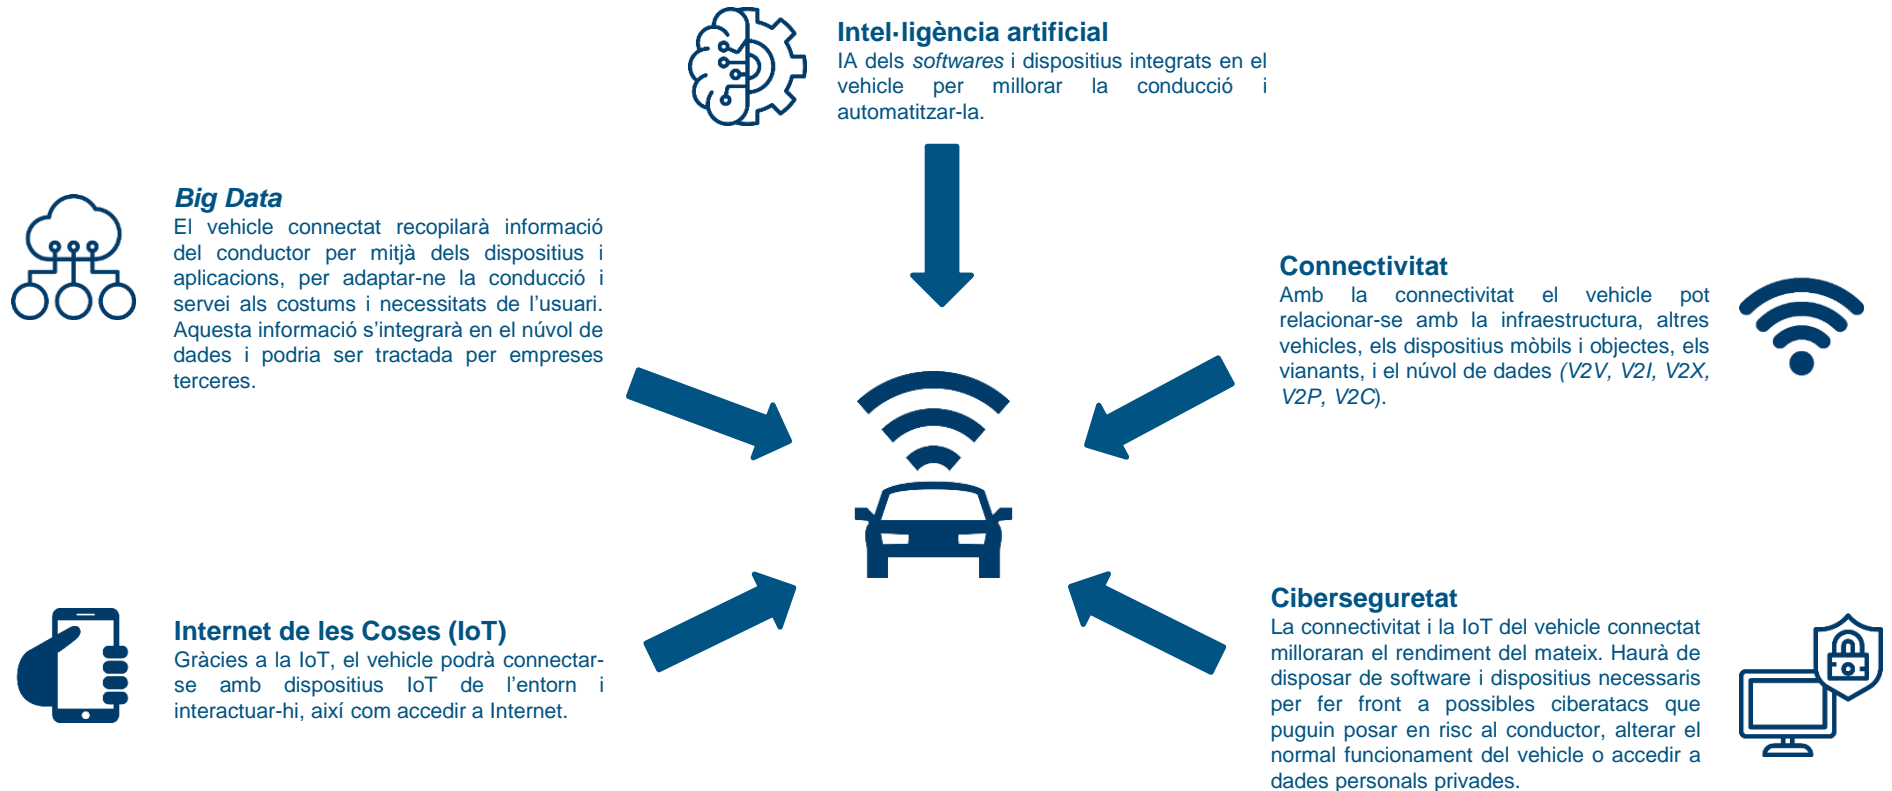 Intel·ligència artificial
IA dels softwares i dispositius integrats en el
vehicle per millorar la conducció i
automatitzar-la.
Big Data
El vehicle connectat recopilarà informació
del conductor per mitjà dels dispositius i
aplicacions, per adaptar-ne la conducció i
servei als costums i necessitats de l’usuari.
Aquesta informació s’integrarà en el núvol de
dades i podria ser tractada per empreses
terceres.
Connectivitat
Amb la connectivitat el vehicle pot
relacionar-se amb la infraestructura, altres
vehicles, els dispositius mòbils i objectes, els
vianants, i el núvol de dades (V2V, V2I, V2X,
V2P, V2C).
Internet de les Coses (IoT)
Gràcies a la IoT, el vehicle podrà connectar-
se amb dispositius IoT de l’entorn i
interactuar-hi, així com accedir a Internet.
Ciberseguretat
La connectivitat i la IoT del vehicle connectat
milloraran el rendiment del mateix. Haurà de
disposar de software i dispositius necessaris
per fer front a possibles ciberatacs que
puguin posar en risc al conductor, alterar el
normal funcionament del vehicle o accedir a
dades personals privades.